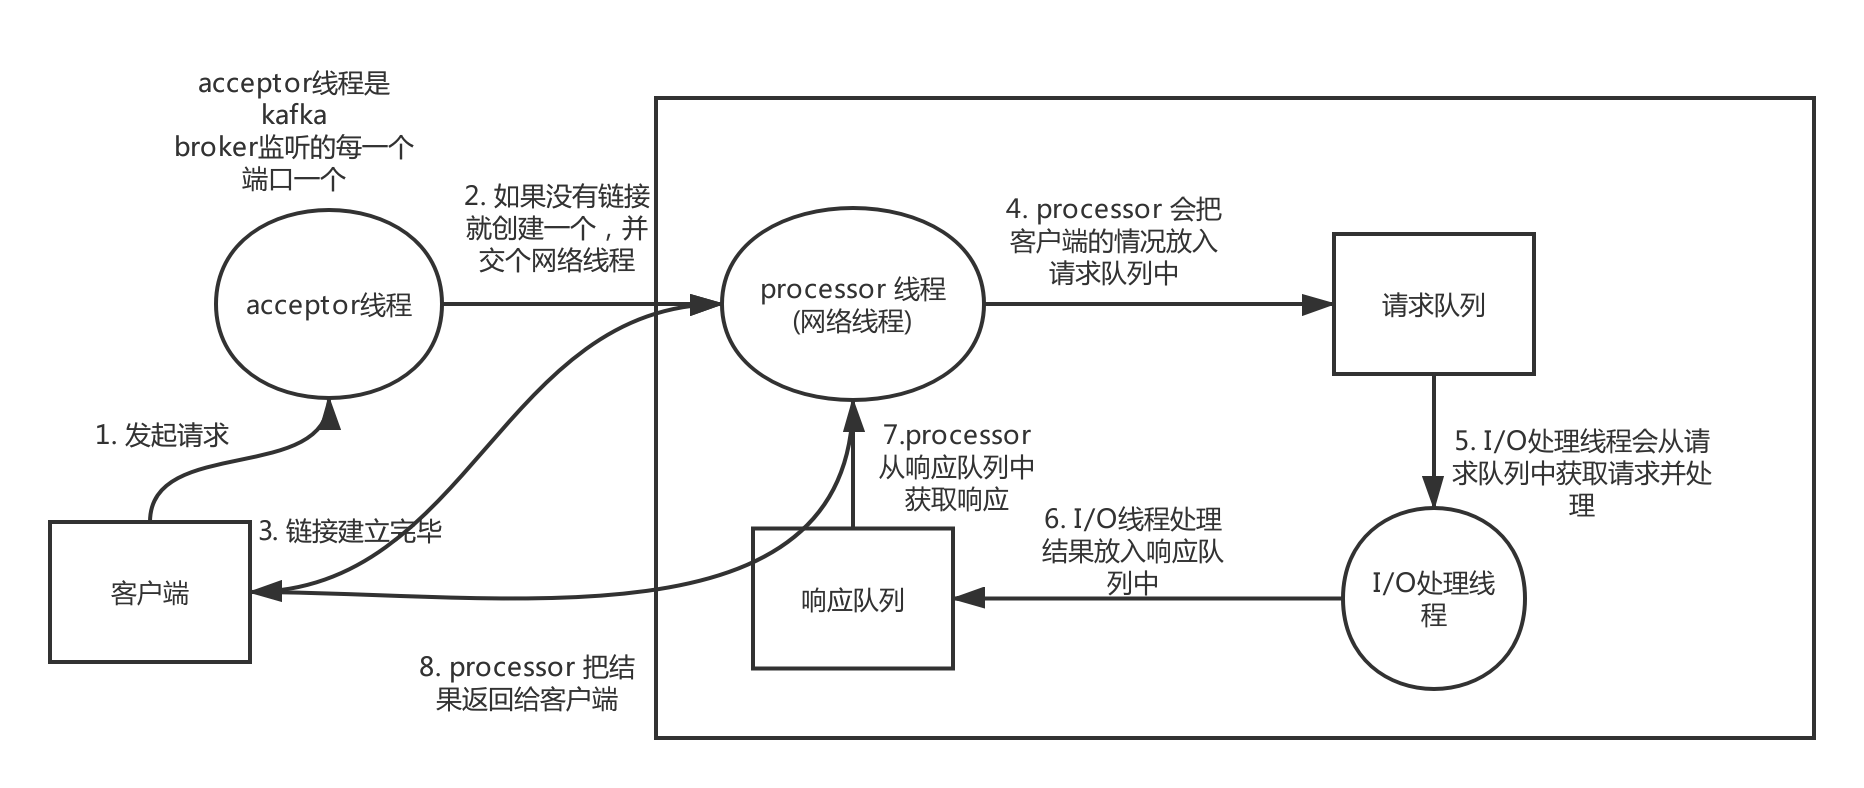 acceptor线程是
kafka
broker监听的每一个
端口一个
acceptor线程
2. 如果没有链接
就创建一个，并
交个网络线程
processor 线程
(网络线程)
4. processor 会把
客户端的情况放入
请求队列中
请求队列
1. 发起请求
3. 链接建立完毕
客户端
7.processor
从响应队列中
获取响应
5. I/O处理线程会从请
求队列中获取请求并处
理
6. I/O线程处理
结果放入响应队
列中
响应队列
I/O处理线
程
8. processor 把结
果返回给客户端